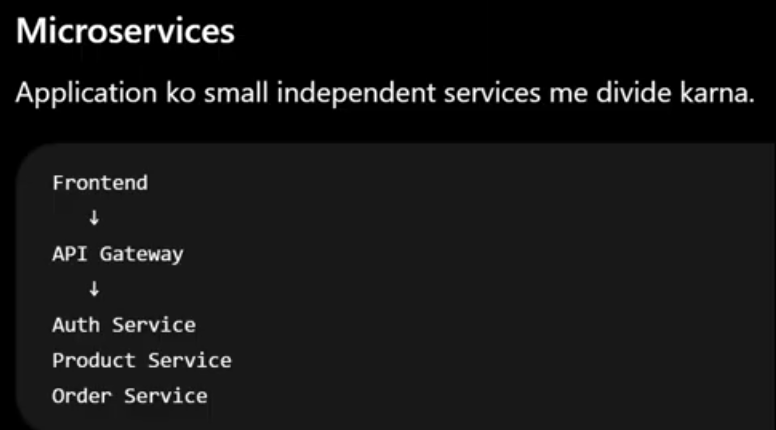 Microservices
Application ko small independent services me divide karna.
Frontend
↓
API Gateway
↓
Auth Service
Product Service
Order Service